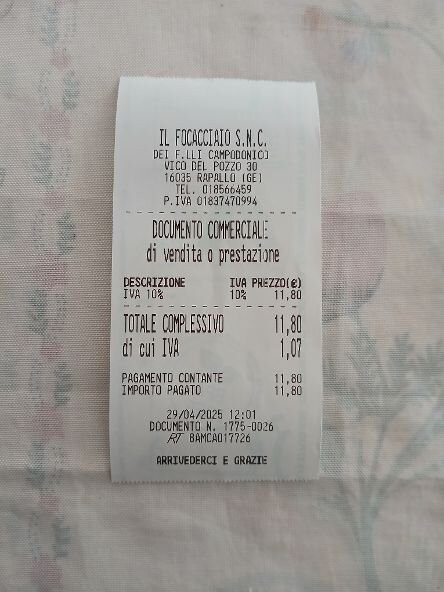 IL FOCACCIAIO S.N.C.
DEI F.LLI CAMPODONICO
VICO DEL POZZO 30
16035 RAPALLO (GE)
TEL. 018566459
P.IVA 01837470994
DOCUMENTO COMMERCIALE
di vendita o prestazione
DESCRIZIONE IVA PREZZO(€)
IVA 10% 10% 11,80
TOTALE COMPLESSIVO 11,80
di cui IVA 1,07
PAGAMENTO CONTANTE 11,80
IMPORTO PAGATO 11,80
29/04/2025 12:01
DOCUMENTO N. 1775-0026
RT BAMCA017726
ARRIVEDERCI E GRAZIE